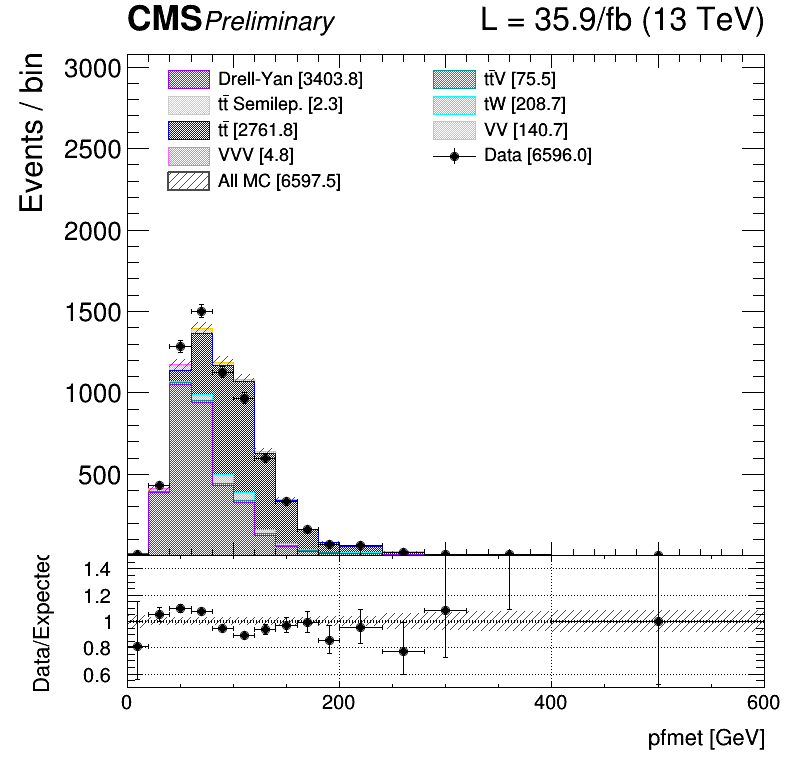 CMS Preliminary L = 35.9/fb (13 TeV)
Events / bin
3000
2500
2000
1500
1000
500
Drell-Yan [3403.8]
tt̄ Semilep. [2.3]
tt̄ [2761.8]
VVV [4.8]
All MC [6597.5]
tt̄V [75.5]
tW [208.7]
VV [140.7]
Data [6596.0]
Data/Expected
1.4
1.2
1
0.8
0.6
0 200 400 600
pfmet [GeV]